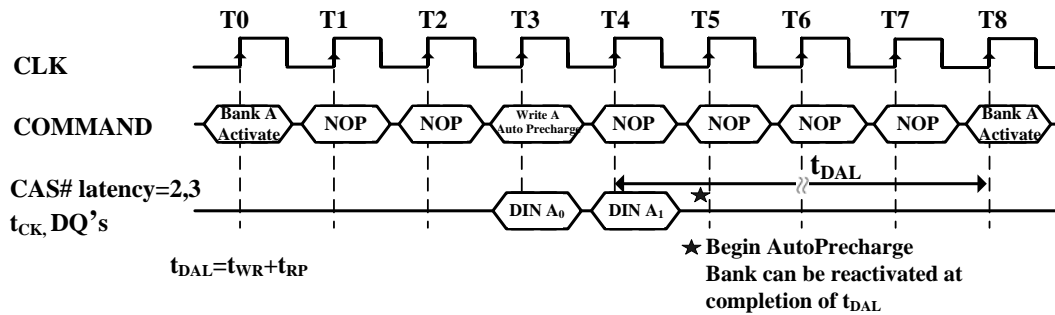 T0 T1 T2 T3 T4 T5 T6 T7 T8
CLK
COMMAND
Bank A
Activate
NOP
NOP
Write A
Auto Precharge
NOP
NOP
NOP
NOP
Bank A
Activate
tDAL
CAS# latency=2,3
tCK, DQ’s
DIN A0
DIN A1
★ Begin AutoPrecharge
Bank can be reactivated at
completion of tDAL
tDAL=tWR+tRP